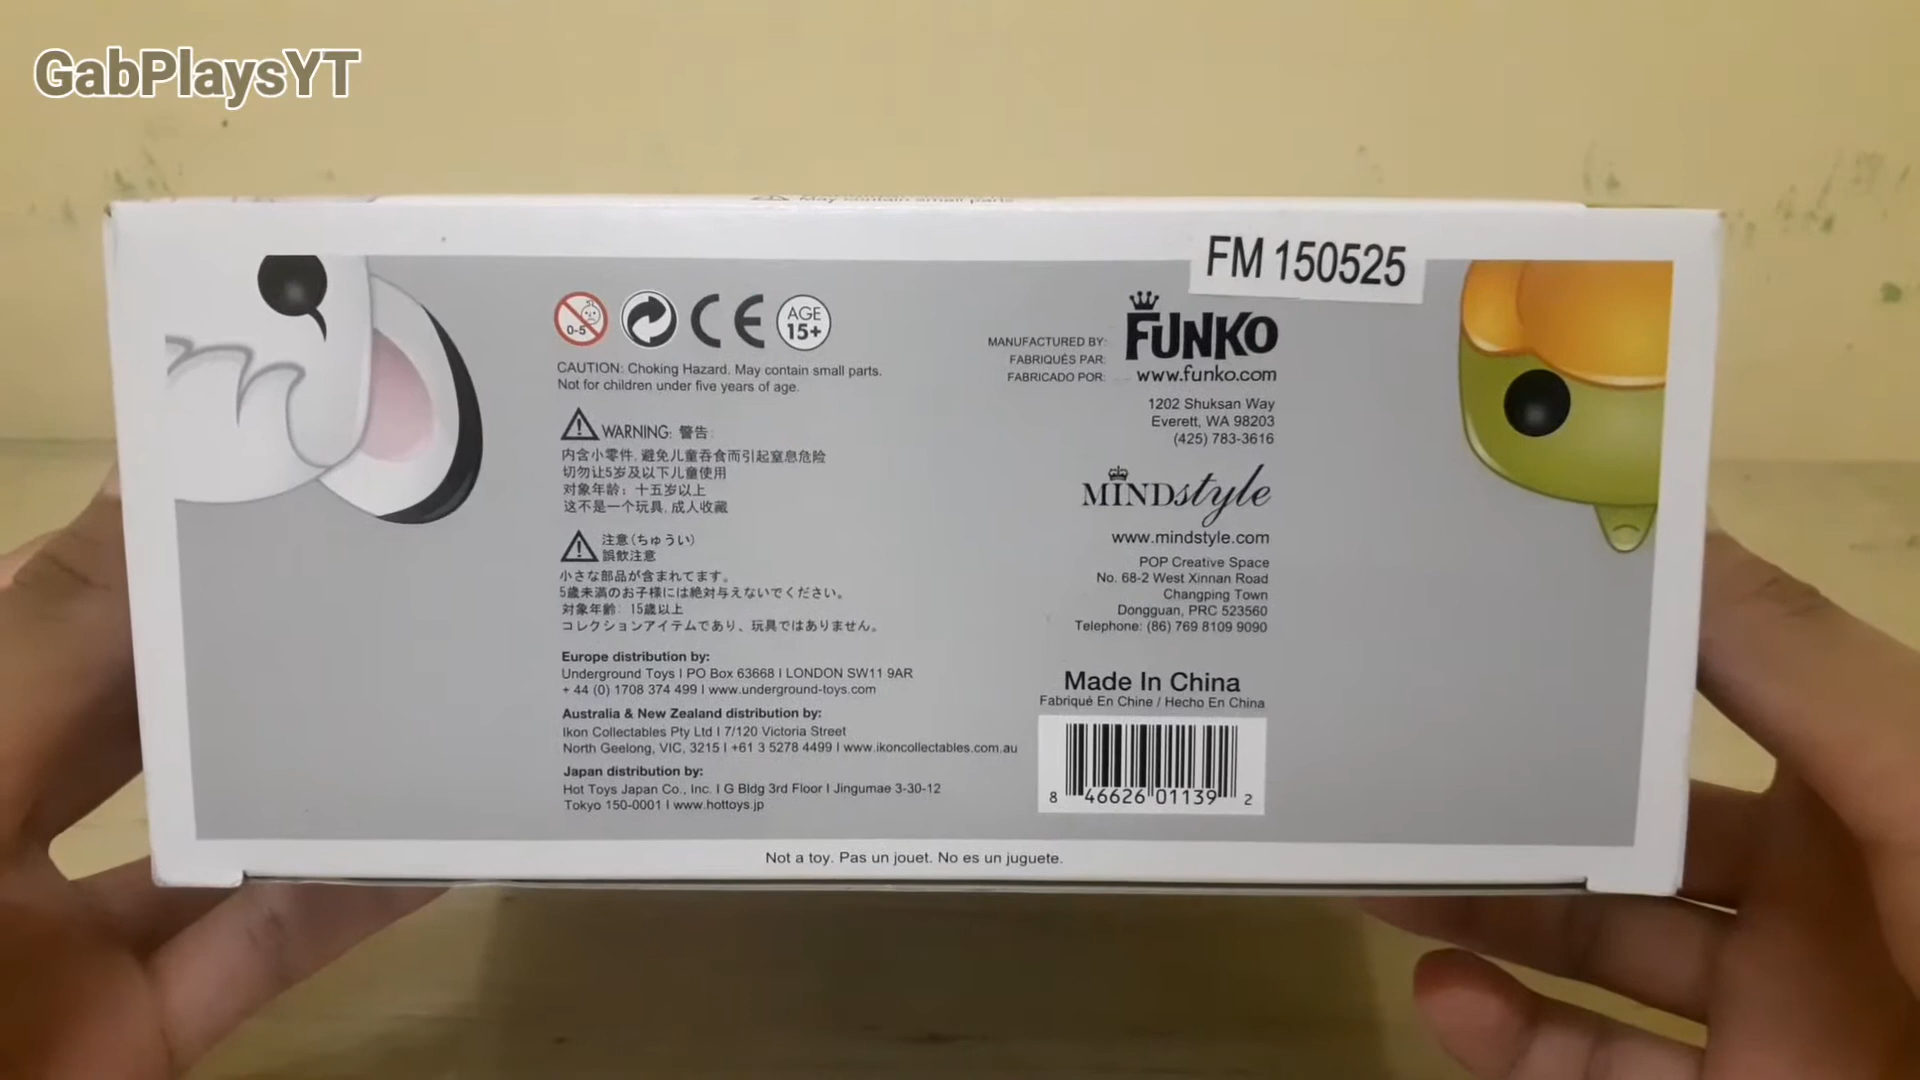 GabPlaysYT
May contain small parts
FM 150525
0-5
CE
AGE
15+
CAUTION: Choking Hazard. May contain small parts.
Not for children under five years of age.
WARNING: 警告:
内含小零件,避免儿童吞食而引起窒息危险
切勿让5岁及以下儿童使用
对象年龄：十五岁以上
这不是一个玩具,成人收藏
注意(ちゅうい)
誤飲注意
小さな部品が含まれてます。
5歳未満のお子様には絶対与えないでください。
対象年齢: 15歳以上
コレクションアイテムであり、玩具ではありません。
Europe distribution by:
Underground Toys I PO Box 63668 I LONDON SW11 9AR
+ 44 (0) 1708 374 499 I www.underground-toys.com
Australia & New Zealand distribution by:
Ikon Collectables Pty Ltd I 7/120 Victoria Street
North Geelong, VIC, 3215 I +61 3 5278 4499 I www.ikoncollectables.com.au
Japan distribution by:
Hot Toys Japan Co., Inc. I G Bldg 3rd Floor I Jingumae 3-30-12
Tokyo 150-0001 I www.hottoys.jp
MANUFACTURED BY:
FABRIQUÉS PAR:
FABRICADO POR:
FUNKO
www.funko.com
1202 Shuksan Way
Everett, WA 98203
(425) 783-3616
MINDstyle
www.mindstyle.com
POP Creative Space
No. 68-2 West Xinnan Road
Changping Town
Dongguan, PRC 523560
Telephone: (86) 769 8109 9090
Made In China
Fabriqué En Chine / Hecho En China
8 46626 01139 2
Not a toy. Pas un jouet. No es un juguete.